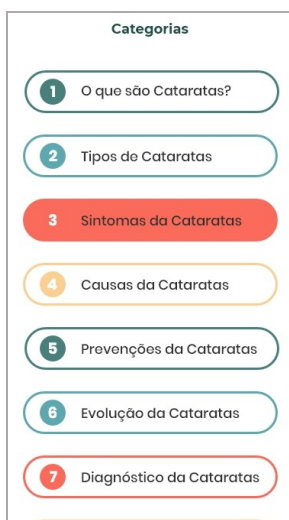 Categorias
1 O que são Cataratas?
2 Tipos de Cataratas
3 Sintomas da Cataratas
4 Causas da Cataratas
5 Prevenções da Cataratas
6 Evolução da Cataratas
7 Diagnóstico da Cataratas